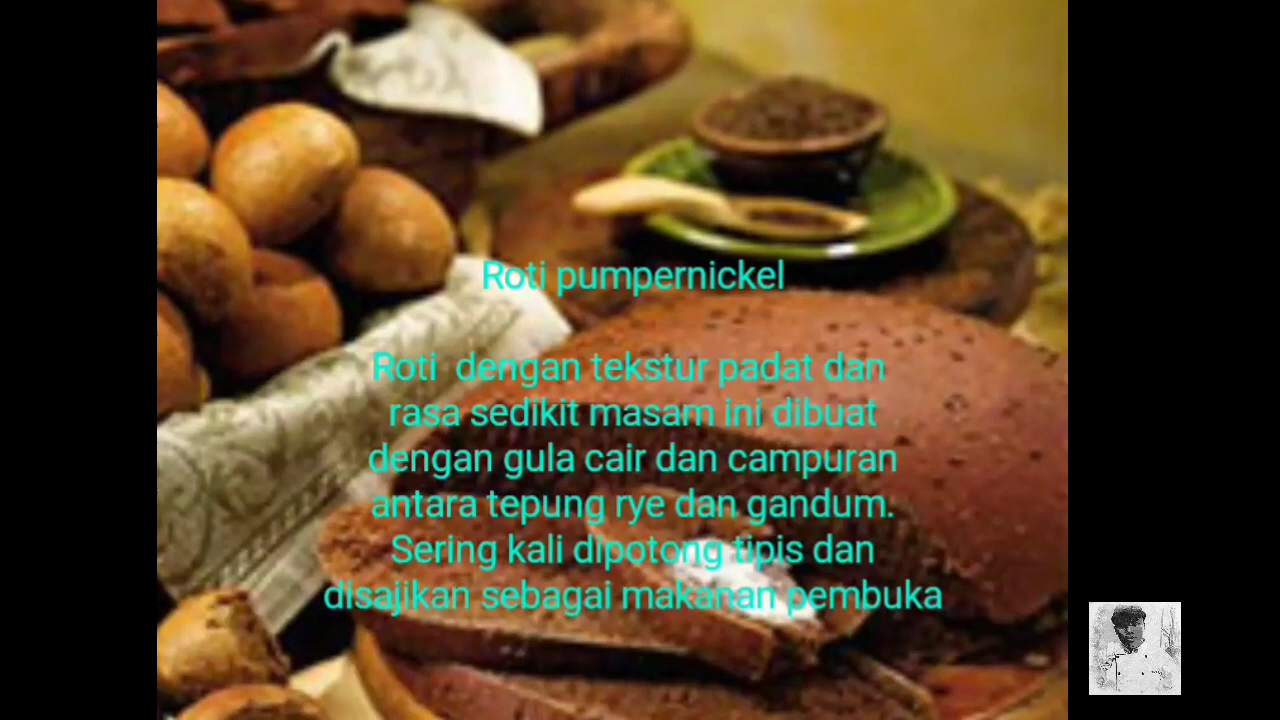 Roti pumpernickel
Roti  dengan tekstur padat dan
rasa sedikit masam ini dibuat
dengan gula cair dan campuran
antara tepung rye dan gandum.
Sering kali dipotong tipis dan
disajikan sebagai makanan pembuka